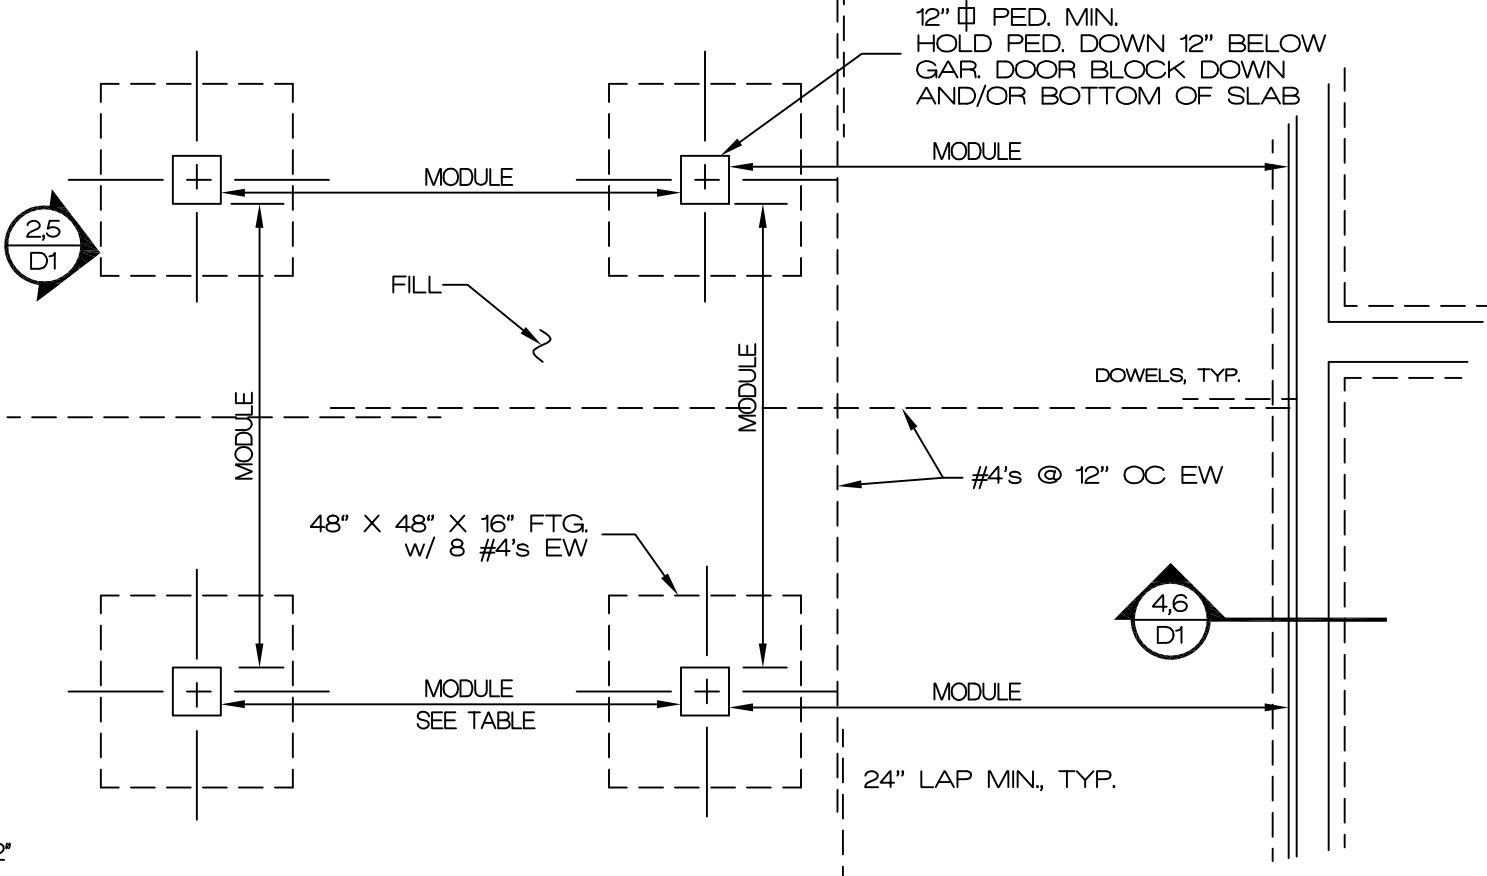 12" PED. MIN.
HOLD PED. DOWN 12" BELOW
GAR. DOOR BLOCK DOWN
AND/OR BOTTOM OF SLAB
MODULE
MODULE
2,5
D1
FILL
MODULE
MODULE
DOWELS, TYP.
#4's @ 12" OC EW
48" X 48" X 16" FTG.
w/ 8 #4's EW
4,6
D1
MODULE
SEE TABLE
MODULE
24" LAP MIN., TYP.
2"